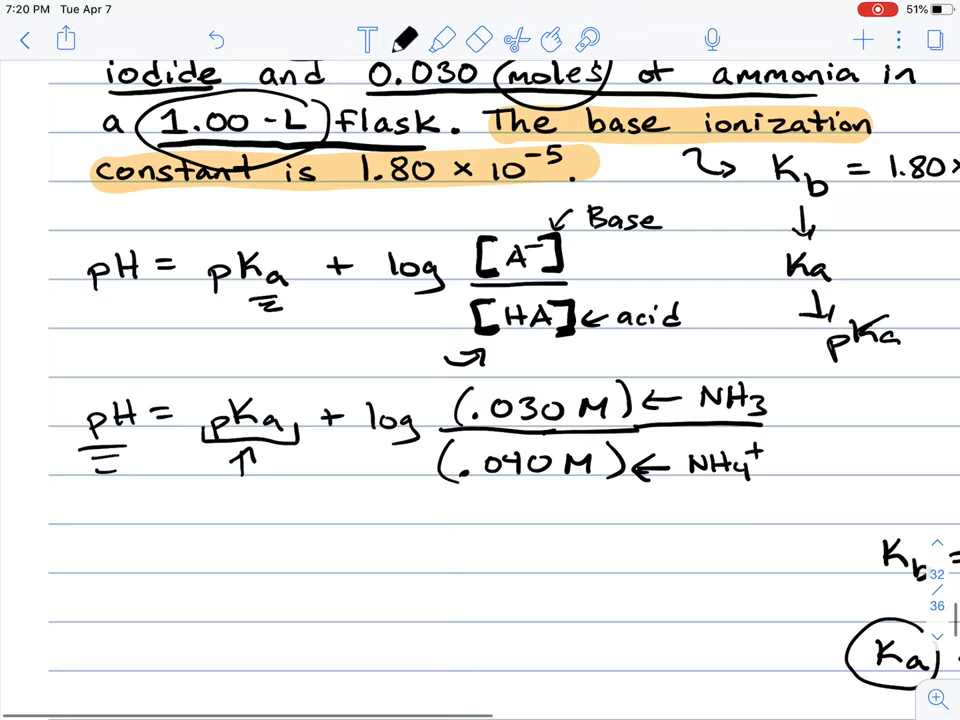 7:20 PM Tue Apr 7
51%
T
iodide and 0.030 (moles) of ammonia in
a 1.00-L flask. The base ionization
constant is 1.80 × 10⁻⁵.
↳ Kb = 1.80×
↓
Ka
↓
pKa
pH = pKa + log [A⁻] ← Base
[HA] ← acid
pH = pKa + log (.030 M) ← NH3
(.040 M) ← NH4+
↑
Kb =
Ka
32
/
36